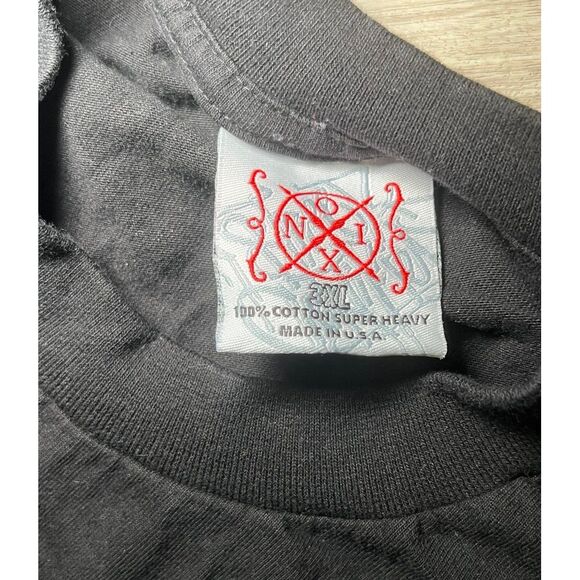 O
N I
X
3XL
100% COTTON SUPER HEAVY
MADE IN U.S.A.